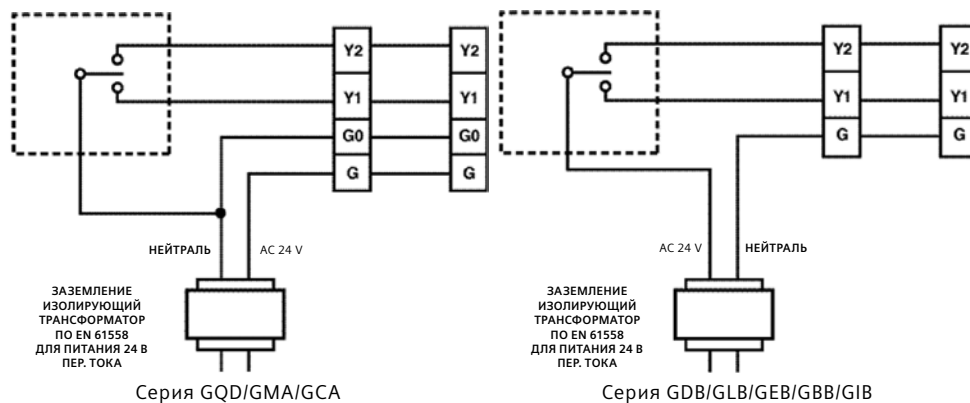 Y2
Y2
Y1
Y1
G0
G0
G
G
НЕЙТРАЛЬ
AC 24 V
ЗАЗЕМЛЕНИЕ
ИЗОЛИРУЮЩИЙ
ТРАНСФОРМАТОР
ПО EN 61558
ДЛЯ ПИТАНИЯ 24 В
ПЕР. ТОКА
Серия GQD/GMA/GCA
Y2
Y2
Y1
Y1
G
G
AC 24 V
НЕЙТРАЛЬ
ЗАЗЕМЛЕНИЕ
ИЗОЛИРУЮЩИЙ
ТРАНСФОРМАТОР
ПО EN 61558
ДЛЯ ПИТАНИЯ 24 В
ПЕР. ТОКА
Серия GDB/GLB/GEB/GBB/GIB